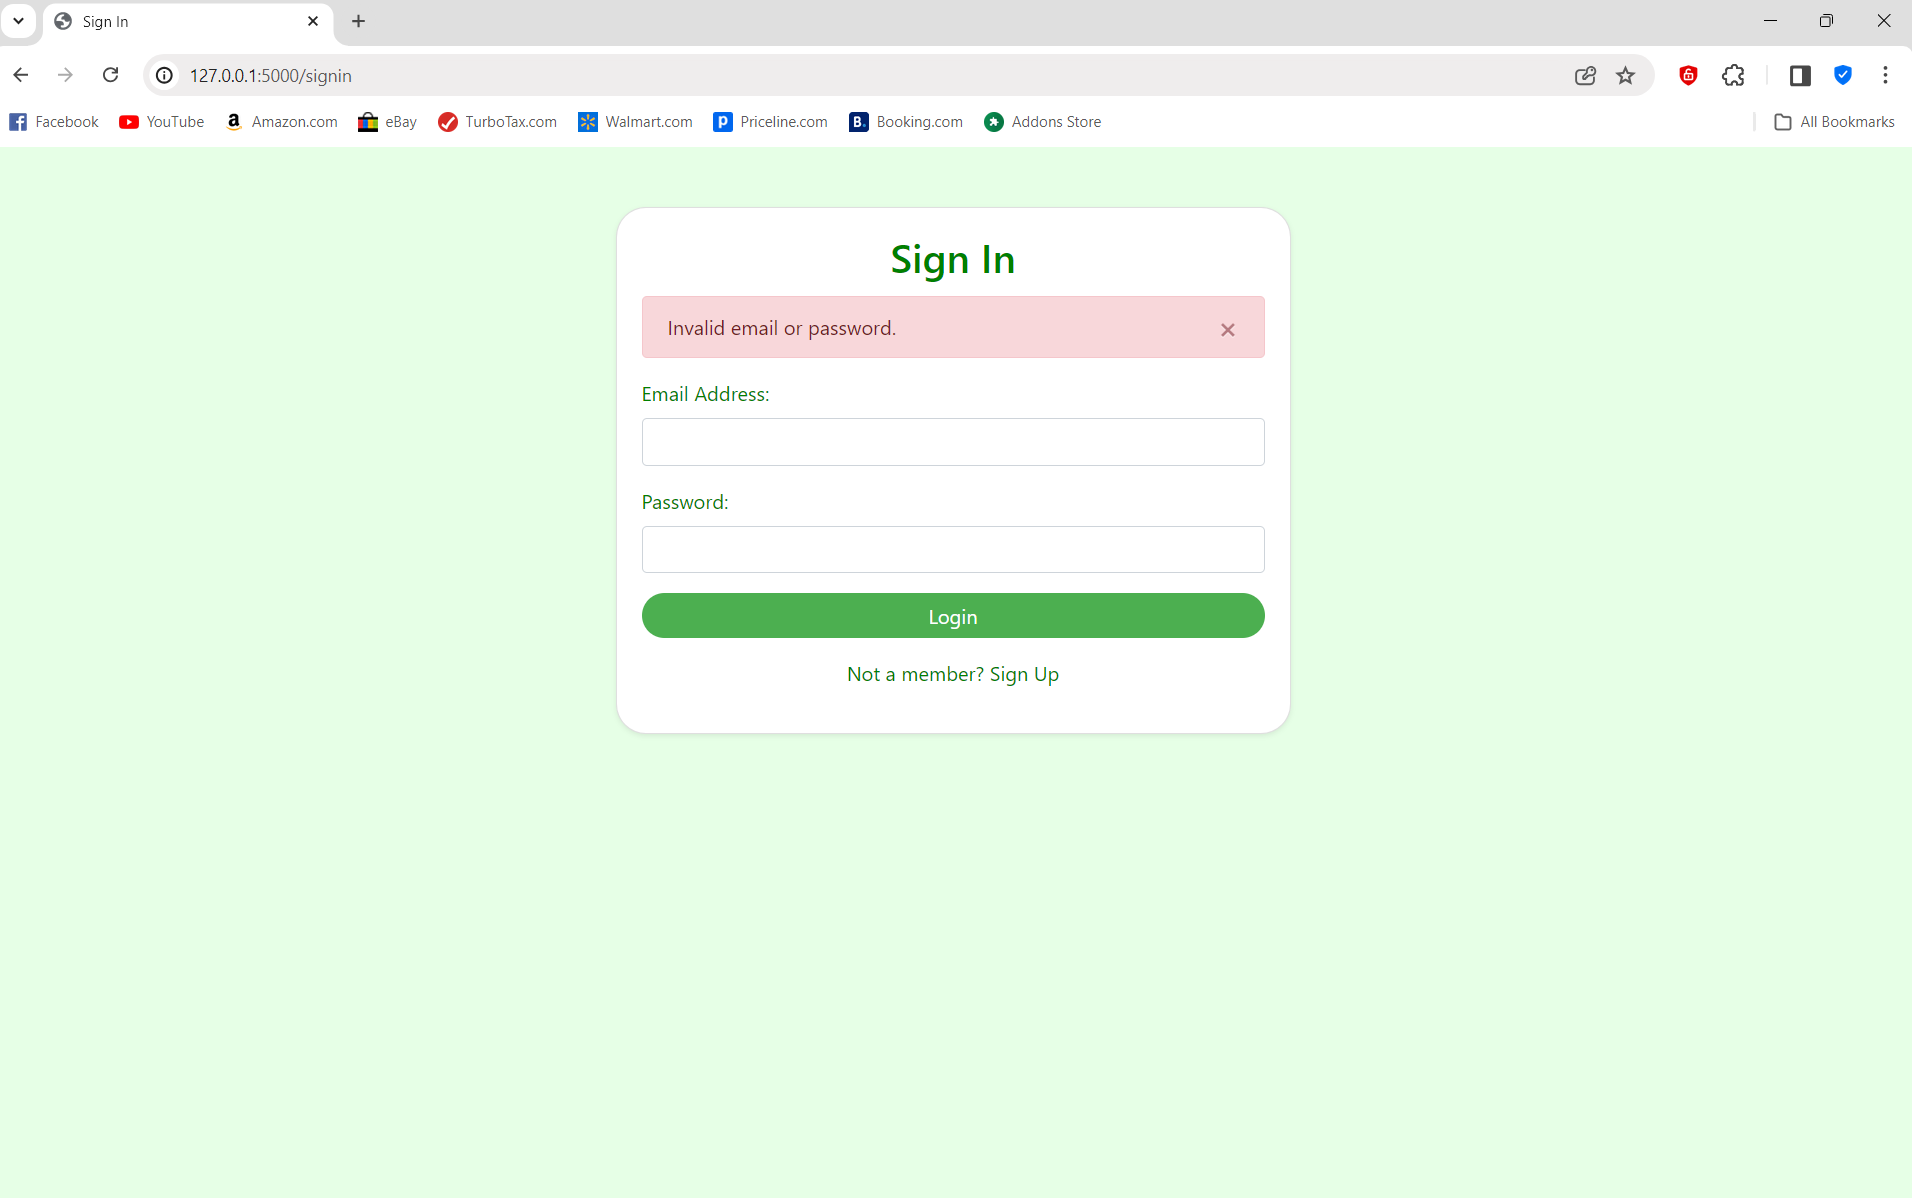 Sign In
127.0.0.1:5000/signin
Facebook YouTube Amazon.com eBay TurboTax.com Walmart.com Priceline.com Booking.com Addons Store All Bookmarks
Sign In
Invalid email or password. ×
Email Address:
Password:
Login
Not a member? Sign Up